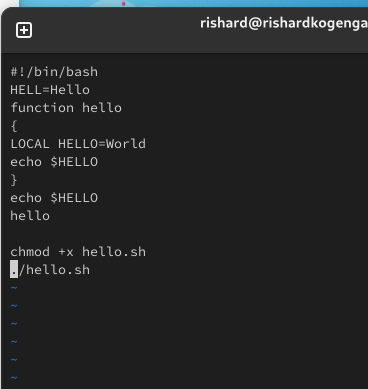 rishard@rishardkogenga
#!/bin/bash
HELL=Hello
function hello
{
LOCAL HELLO=World
echo $HELLO
}
echo $HELLO
hello

chmod +x hello.sh
./hello.sh
~
~
~
~
~
~